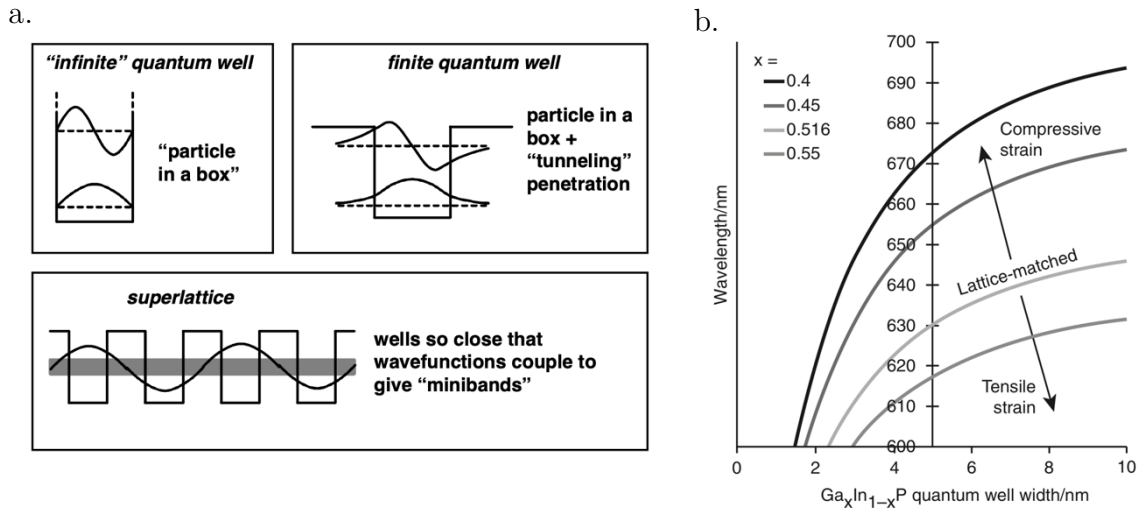 a.
“infinite” quantum well
“particle
in a box”
finite quantum well
particle in a
box +
“tunneling”
penetration
superlattice
wells so close that
wavefunctions couple to
give “minibands”
b.
x =
0.4
0.45
0.516
0.55
700
690
680
670
660
650
640
630
620
610
600
Wavelength/nm
Compressive
strain
Lattice-matched
Tensile
strain
0
2
4
6
8
10
GaxIn1–xP quantum well width/nm